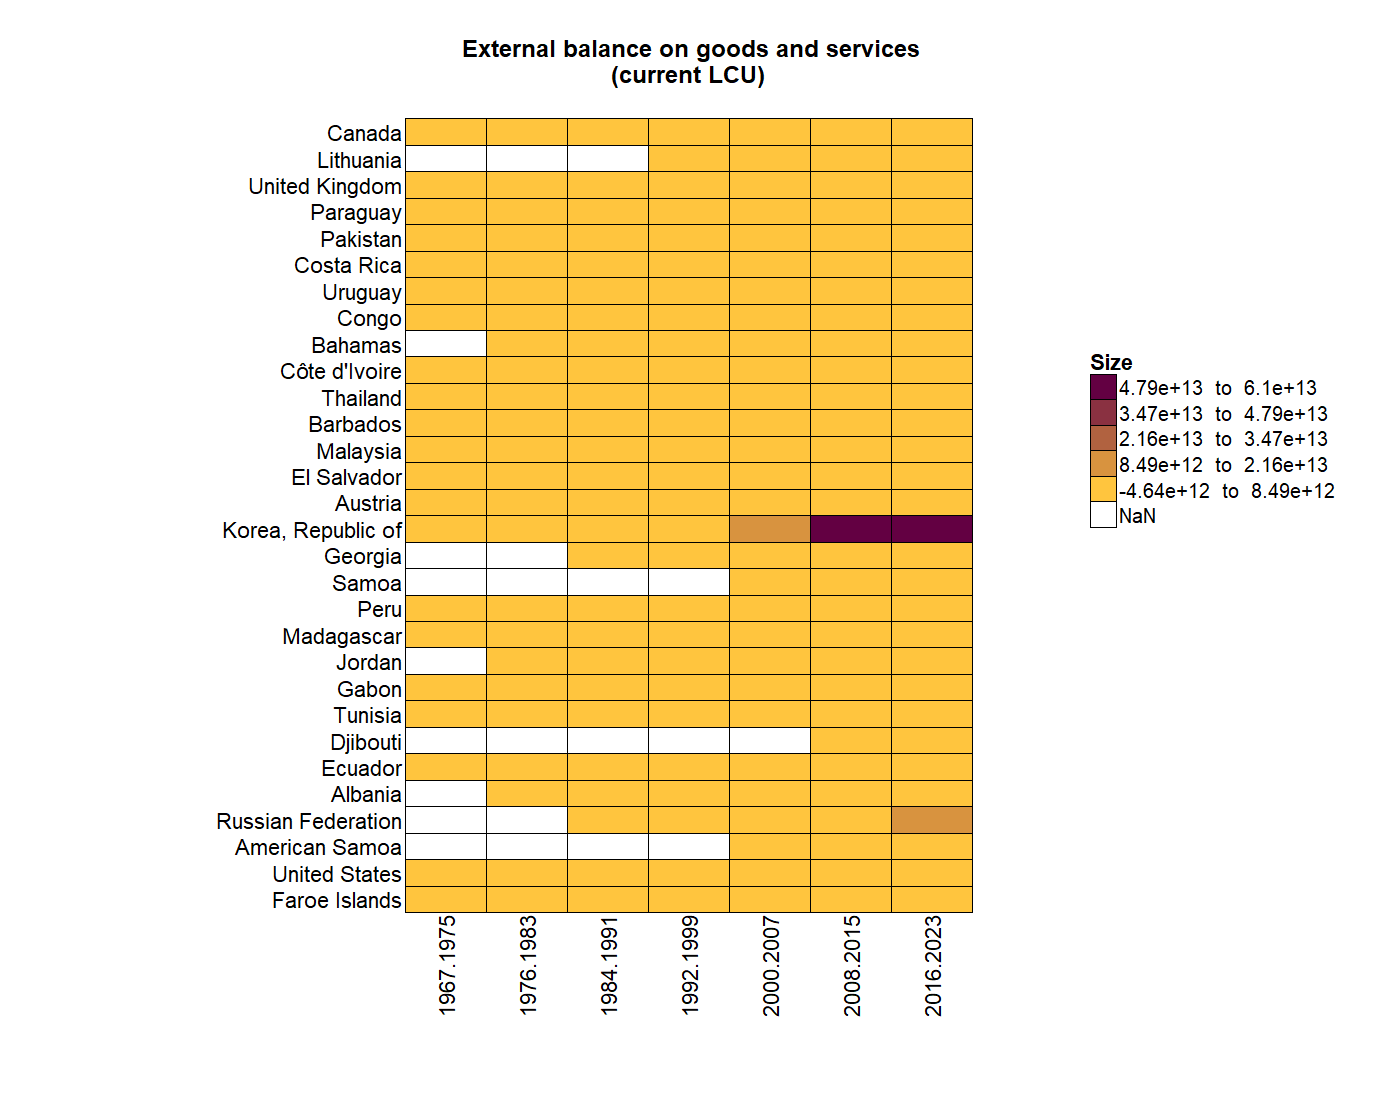 External balance on goods and services
(current LCU)
Canada
Lithuania
United Kingdom
Paraguay
Pakistan
Costa Rica
Uruguay
Congo
Bahamas
Côte d'Ivoire
Thailand
Barbados
Malaysia
El Salvador
Austria
Korea, Republic of
Georgia
Samoa
Peru
Madagascar
Jordan
Gabon
Tunisia
Djibouti
Ecuador
Albania
Russian Federation
American Samoa
United States
Faroe Islands
1967.1975
1976.1983
1984.1991
1992.1999
2000.2007
2008.2015
2016.2023
Size
4.79e+13 to 6.1e+13
3.47e+13 to 4.79e+13
2.16e+13 to 3.47e+13
8.49e+12 to 2.16e+13
-4.64e+12 to 8.49e+12
NaN